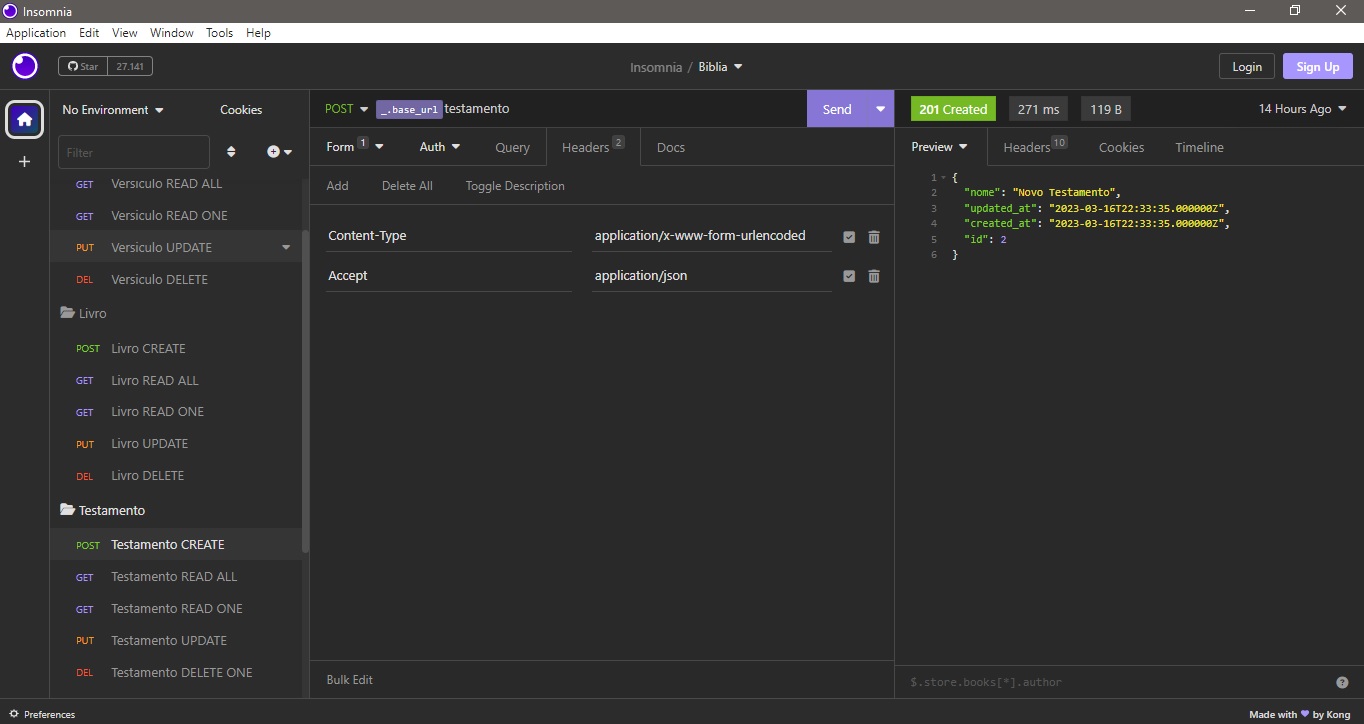 Insomnia
Application Edit View Window Tools Help
Star 27.141
Insomnia / Biblia
Login Sign Up
No Environment Cookies
Filter
GET Versiculo READ ALL
GET Versiculo READ ONE
PUT Versiculo UPDATE
DEL Versiculo DELETE
Livro
POST Livro CREATE
GET Livro READ ALL
GET Livro READ ONE
PUT Livro UPDATE
DEL Livro DELETE
Testamento
POST Testamento CREATE
GET Testamento READ ALL
GET Testamento READ ONE
PUT Testamento UPDATE
DEL Testamento DELETE ONE
Preferences
POST _.base_url testamento Send
Form 1 Auth Query Headers 2 Docs
Add Delete All Toggle Description
Content-Type application/x-www-form-urlencoded
Accept application/json
Bulk Edit
201 Created 271 ms 119 B 14 Hours Ago
Preview Headers 10 Cookies Timeline
1 {
2 "nome": "Novo Testamento",
3 "updated_at": "2023-03-16T22:33:35.000000Z",
4 "created_at": "2023-03-16T22:33:35.000000Z",
5 "id": 2
6 }
$.store.books[*].author
Made with by Kong